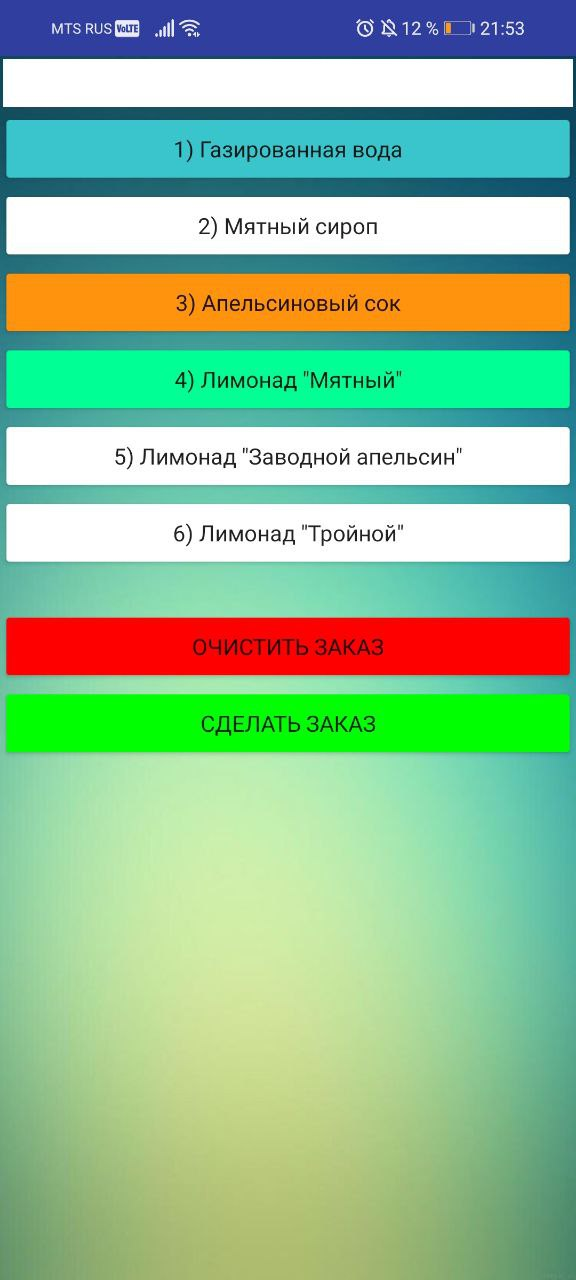 MTS RUS VoLTE 12 % 21:53
1) Газированная вода
2) Мятный сироп
3) Апельсиновый сок
4) Лимонад "Мятный"
5) Лимонад "Заводной апельсин"
6) Лимонад "Тройной"
ОЧИСТИТЬ ЗАКАЗ
СДЕЛАТЬ ЗАКАЗ